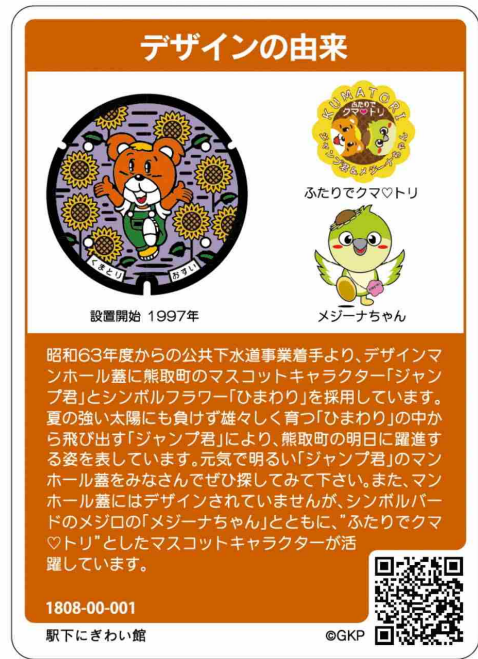 デザインの由来
KUMATORI
ふたりで
クマ♡トリ
ジャンプ君&メジーナちゃん
ふたりでクマ♡トリ
くまとり
おすい
設置開始 1997年
メジーナちゃん
昭和63年度からの公共下水道事業着手より、デザインマ
ンホール蓋に熊取町のマスコットキャラクター「ジャン
プ君」とシンボルフラワー「ひまわり」を採用しています。
夏の強い太陽にも負けず雄々しく育つ「ひまわり」の中か
ら飛び出す「ジャンプ君」により、熊取町の明日に躍進す
る姿を表しています。元気で明るい「ジャンプ君」のマン
ホール蓋をみなさんでぜひ探してみて下さい。また、マン
ホール蓋にはデザインされていませんが、シンボルバー
ドのメジロの「メジーナちゃん」とともに、"ふたりでクマ
♡トリ"としたマスコットキャラクターが活
躍しています。
1808-00-001
駅下にぎわい館
©GKP